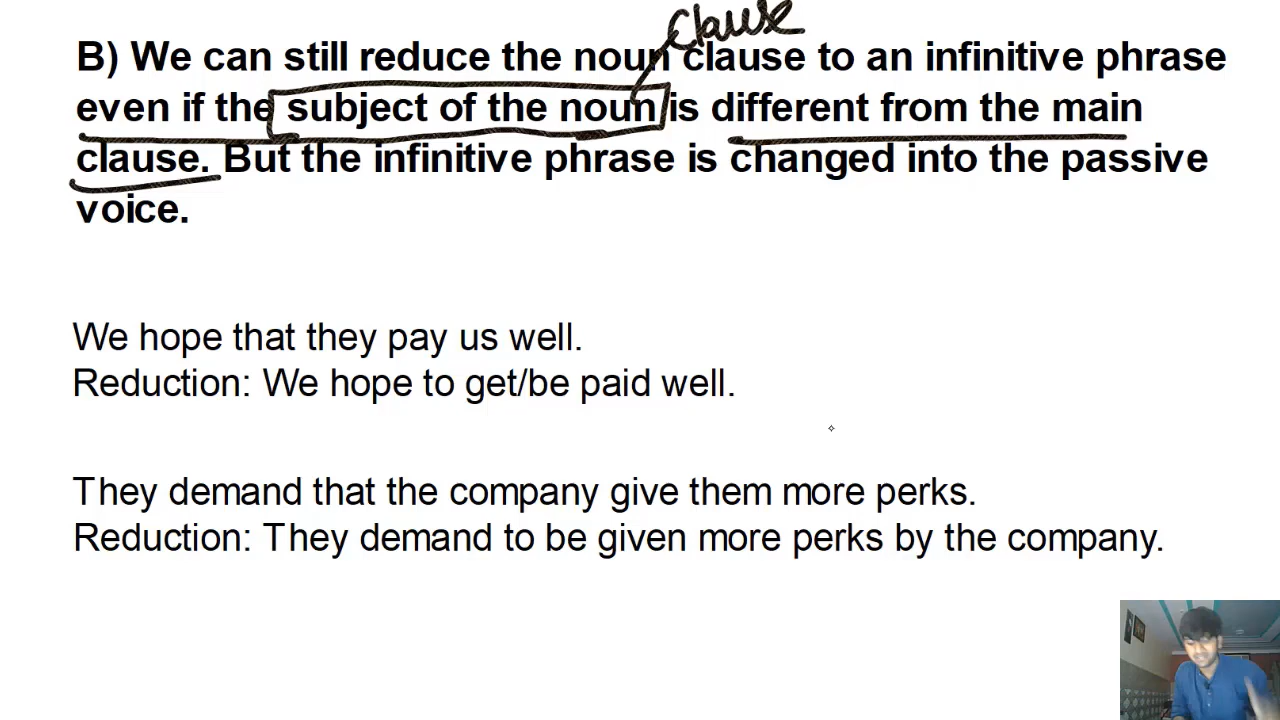 clause
B) We can still reduce the noun clause to an infinitive phrase
even if the subject of the noun is different from the main
clause. But the infinitive phrase is changed into the passive
voice.
We hope that they pay us well.
Reduction: We hope to get/be paid well.
They demand that the company give them more perks.
Reduction: They demand to be given more perks by the company.